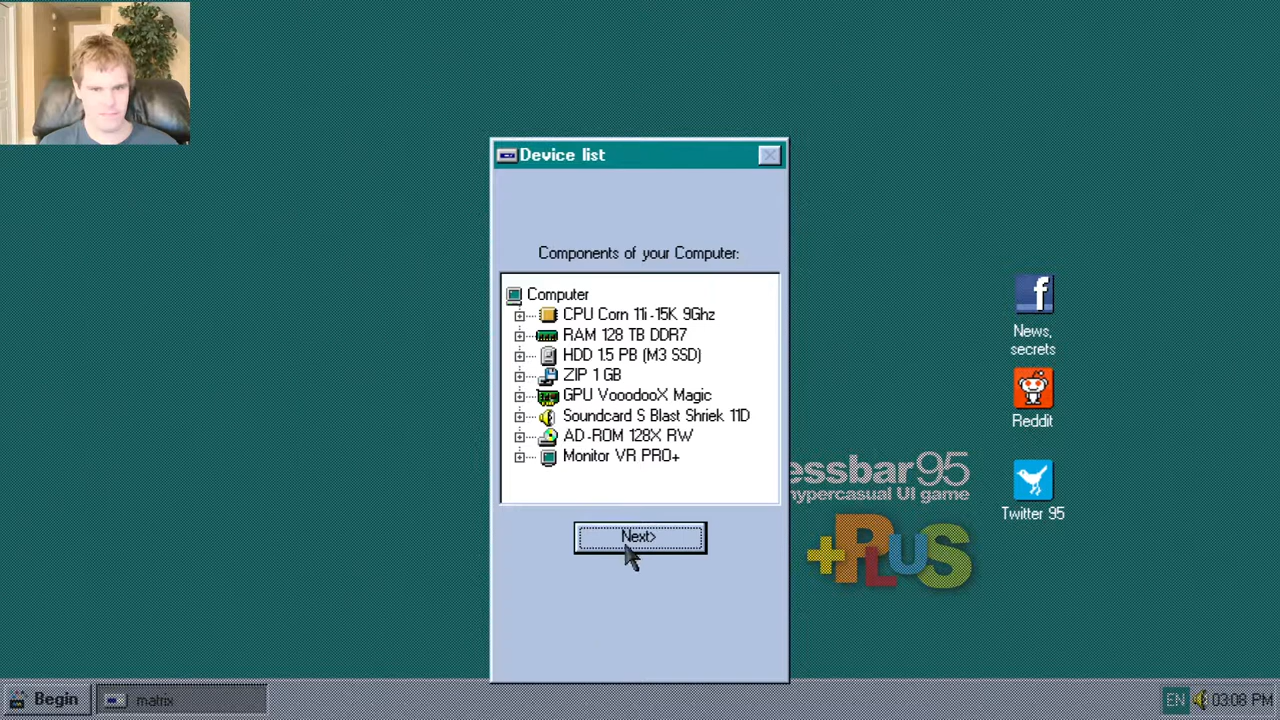 Device list
Components of your Computer:
Computer
CPU Corn 11i-15K 9Ghz
RAM 128 TB DDR7
HDD 1.5 PB (M3 SSD)
ZIP 1 GB
GPU VooodooX Magic
Soundcard S Blast Shriek 11D
AD-ROM 128X RW
Monitor VR PRO+
Next>
f
News,
secrets
Reddit
Twitter 95
essbar95
hypercasual UI game
+PLUS
Begin
matrix
EN
03:08 PM